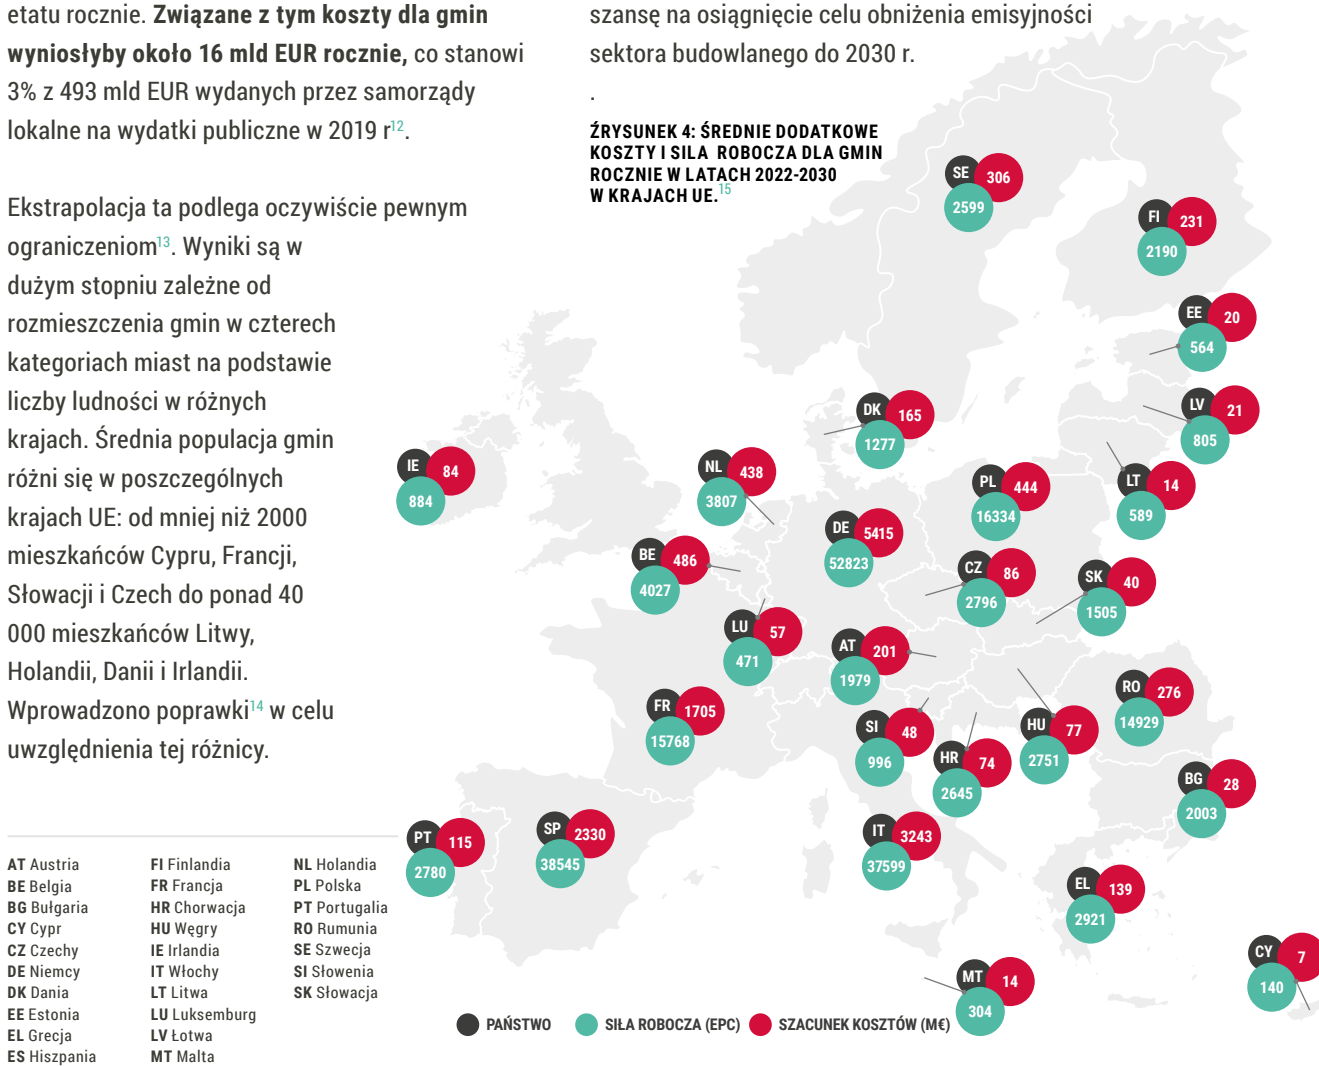 etatu rocznie. Związane z tym koszty dla gmin
wyniosłyby około 16 mld EUR rocznie, co stanowi
3% z 493 mld EUR wydanych przez samorządy
lokalne na wydatki publiczne w 2019 r12.
Ekstrapolacja ta podlega oczywiście pewnym
ograniczeniom13. Wyniki są w
dużym stopniu zależne od
rozmieszczenia gmin w czterech
kategoriach miast na podstawie
liczby ludności w różnych
krajach. Średnia populacja gmin
różni się w poszczególnych
krajach UE: od mniej niż 2000
mieszkańców Cypru, Francji,
Słowacji i Czech do ponad 40
000 mieszkańców Litwy,
Holandii, Danii i Irlandii.
Wprowadzono poprawki14 w celu
uwzględnienia tej różnicy.
szansę na osiągnięcie celu obniżenia emisyjności
sektora budowlanego do 2030 r.
.
ŹRYSUNEK 4: ŚREDNIE DODATKOWE
KOSZTY I SILA ROBOCZA DLA GMIN
ROCZNIE W LATACH 2022-2030
W KRAJACH UE.15
SE 306
2599
FI 231
2190
EE 20
564
DK 165
1277
LV 21
805
IE 84
884
NL 438
3807
PL 444
16334
LT 14
589
DE 5415
52823
BE 486
4027
CZ 86
2796
SK 40
1505
LU 57
471
AT 201
1979
RO 276
14929
FR 1705
15768
SI 48
996
HU 77
2751
HR 74
2645
BG 28
2003
PT 115
2780
SP 2330
38545
IT 3243
37599
EL 139
2921
CY 7
140
MT 14
304
AT Austria
BE Belgia
BG Bułgaria
CY Cypr
CZ Czechy
DE Niemcy
DK Dania
EE Estonia
EL Grecja
ES Hiszpania
FI Finlandia
FR Francja
HR Chorwacja
HU Węgry
IE Irlandia
IT Włochy
LT Litwa
LU Luksemburg
LV Łotwa
MT Malta
NL Holandia
PL Polska
PT Portugalia
RO Rumunia
SE Szwecja
SI Słowenia
SK Słowacja
PAŃSTWO
SIŁA ROBOCZA (EPC)
SZACUNEK KOSZTÓW (M€)